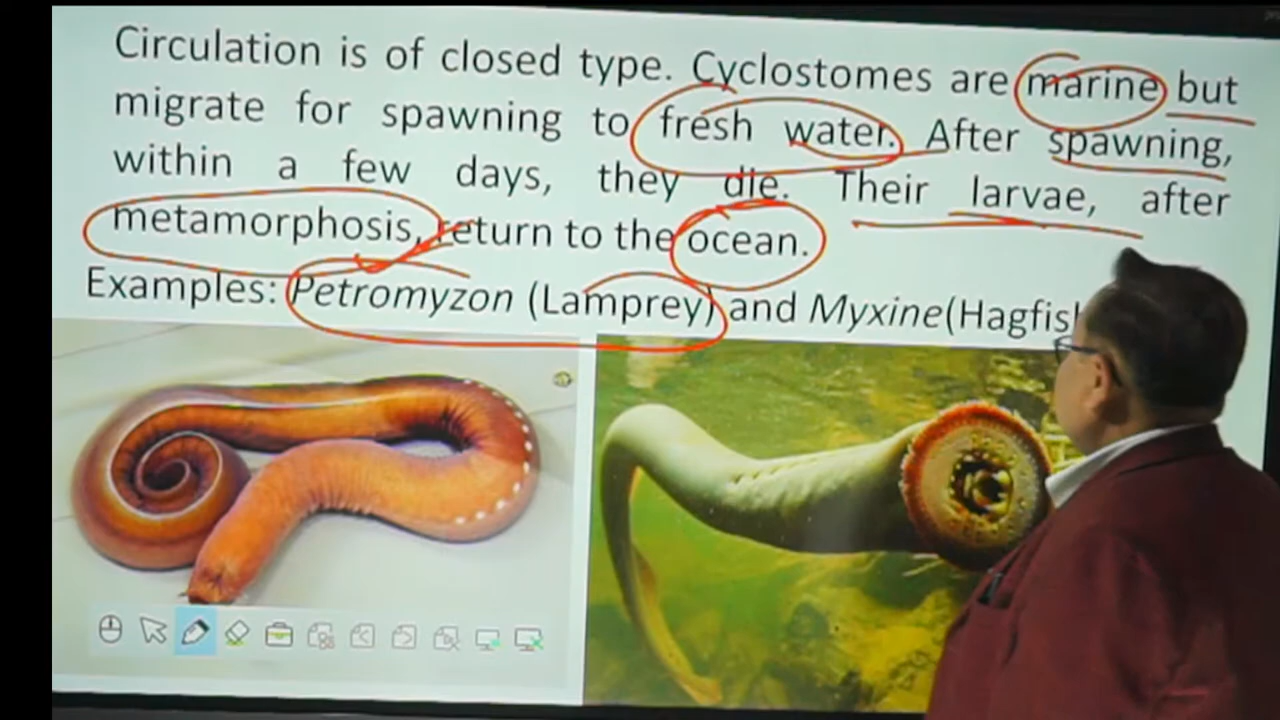 Circulation is of closed type. Cyclostomes are marine but
migrate for spawning to fresh water. After spawning,
within a few days, they die. Their larvae, after
metamorphosis, return to the ocean.
Examples: Petromyzon (Lamprey) and Myxine(Hagfis